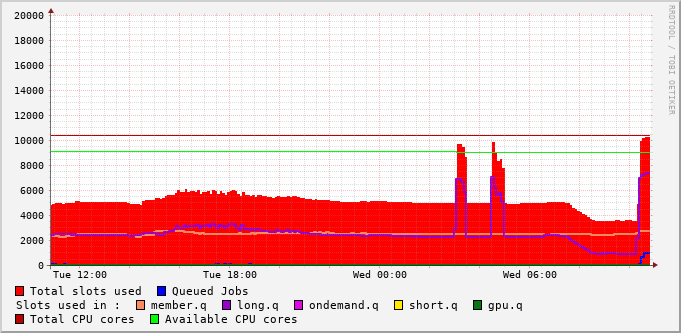 20000
18000
16000
14000
12000
10000
8000
6000
4000
2000
0
Tue 12:00 Tue 18:00 Wed 00:00 Wed 06:00
Total slots used Queued Jobs
Slots used in : member.q long.q ondemand.q short.q gpu.q
Total CPU cores Available CPU cores
RRDTOOL / TOBI OETIKER